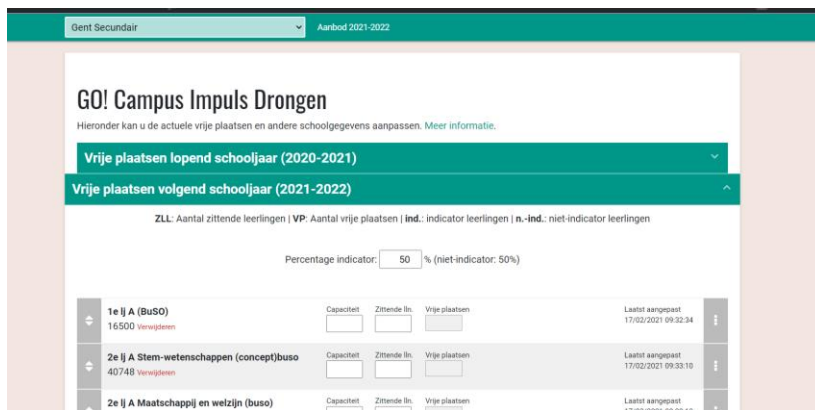 Gent Secundair Aanbod 2021-2022
GO! Campus Impuls Drongen
Hieronder kan u de actuele vrije plaatsen en andere schoolgegevens aanpassen. Meer informatie.
Vrije plaatsen lopend schooljaar (2020-2021)
Vrije plaatsen volgend schooljaar (2021-2022)
ZLL: Aantal zittende leerlingen | VP: Aantal vrije plaatsen | ind.: indicator leerlingen | n.-ind.: niet-indicator leerlingen
Percentage indicator: 50 % (niet-indicator: 50%)
1e lj A (BuSO) Capaciteit Zittende lln. Vrije plaatsen Laatst aangepast
16500 Verwijderen 17/02/2021 09:32:34
2e lj A Stem-wetenschappen (concept)buso Capaciteit Zittende lln. Vrije plaatsen Laatst aangepast
40748 Verwijderen 17/02/2021 09:33:10
2e lj A Maatschappij en welzijn (buso) Capaciteit Zittende lln. Vrije plaatsen Laatst aangepast